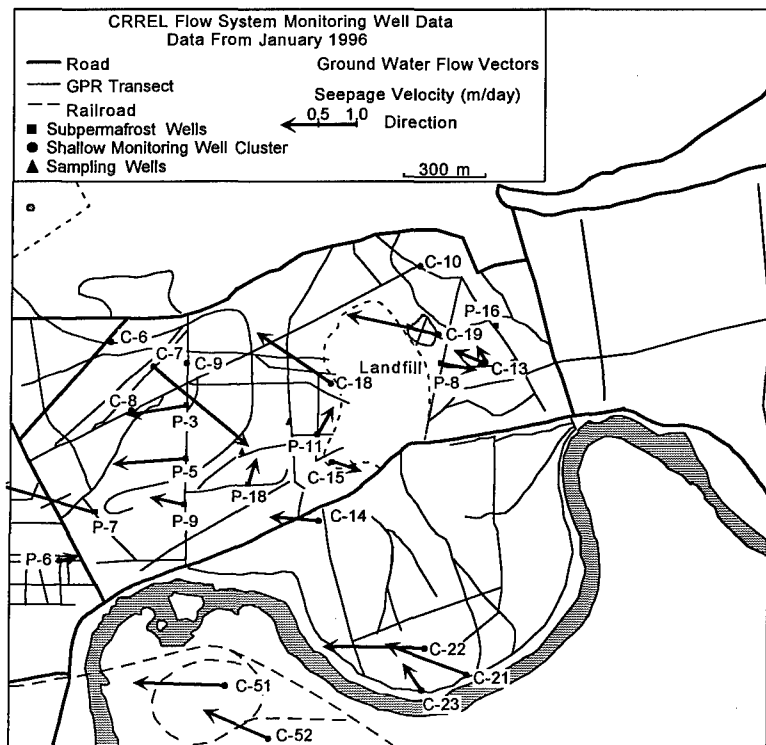 CRREL Flow System Monitoring Well Data
Data From January 1996
Road
GPR Transect
Railroad
Subpermafrost Wells
Shallow Monitoring Well Cluster
Sampling Wells
Ground Water Flow Vectors
Seepage Velocity (m/day)
0.5 1.0
Direction
300 m
C-10
P-16
C-6
C-19
C-7
C-9
Landfill
C-13
P-8
C-18
C-8
P-3
P-11
P-5
C-15
P-18
P-7
P-9
C-14
P-6
C-22
C-21
C-51
C-23
C-52